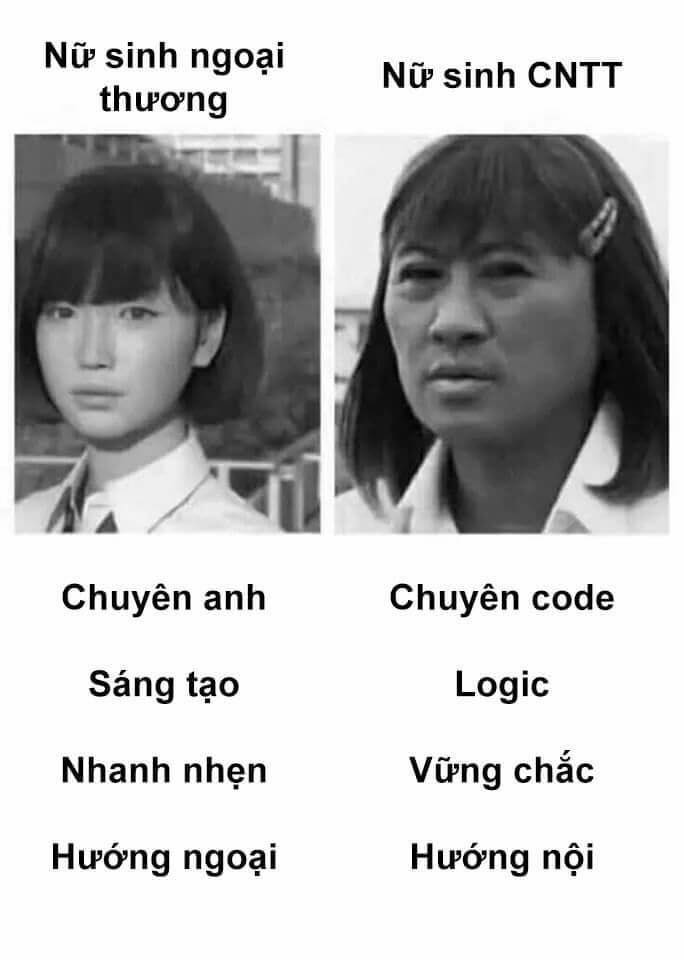 Nữ sinh ngoại
thương
Nữ sinh CNTT
Chuyên anh
Chuyên code
Sáng tạo
Logic
Nhanh nhẹn
Vững chắc
Hướng ngoại
Hướng nội